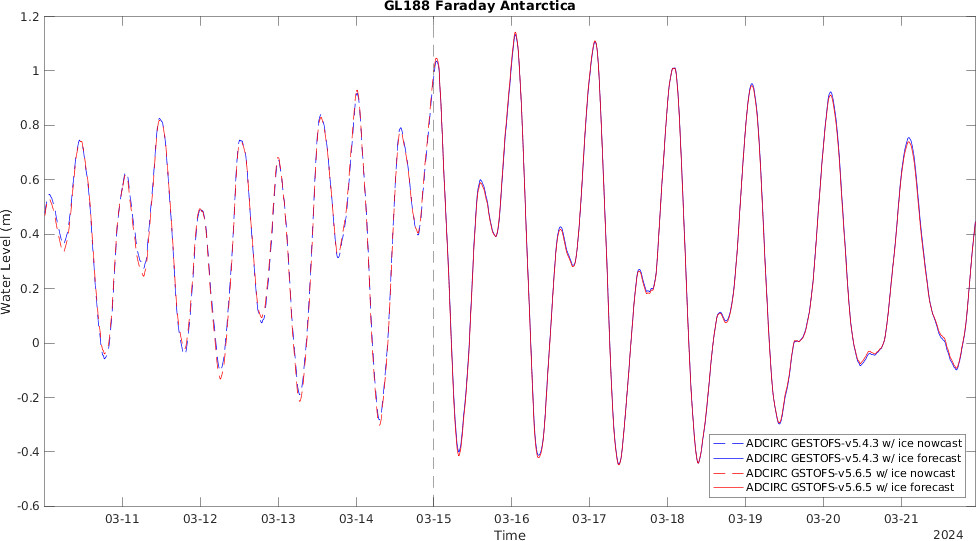 GL188 Faraday Antarctica
1.2
1
0.8
0.6
0.4
0.2
0
-0.2
-0.4
-0.6
Water Level (m)
ADCIRC GESTOFS-v5.4.3 w/ ice nowcast
ADCIRC GESTOFS-v5.4.3 w/ ice forecast
ADCIRC GSTOFS-v5.6.5 w/ ice nowcast
ADCIRC GSTOFS-v5.6.5 w/ ice forecast
03-11 03-12 03-13 03-14 03-15 03-16 03-17 03-18 03-19 03-20 03-21
Time
2024